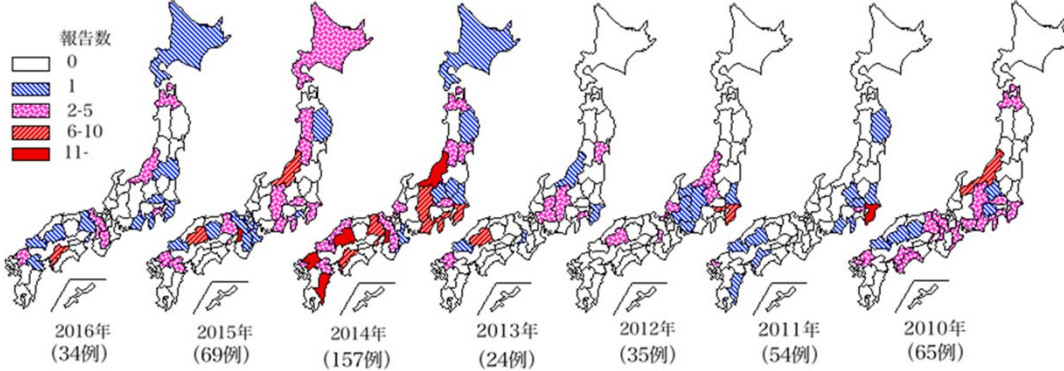 報告数
0
1
2-5
6-10
11-
2016年
(34例)
2015年
(69例)
2014年
(157例)
2013年
(24例)
2012年
(35例)
2011年
(54例)
2010年
(65例)